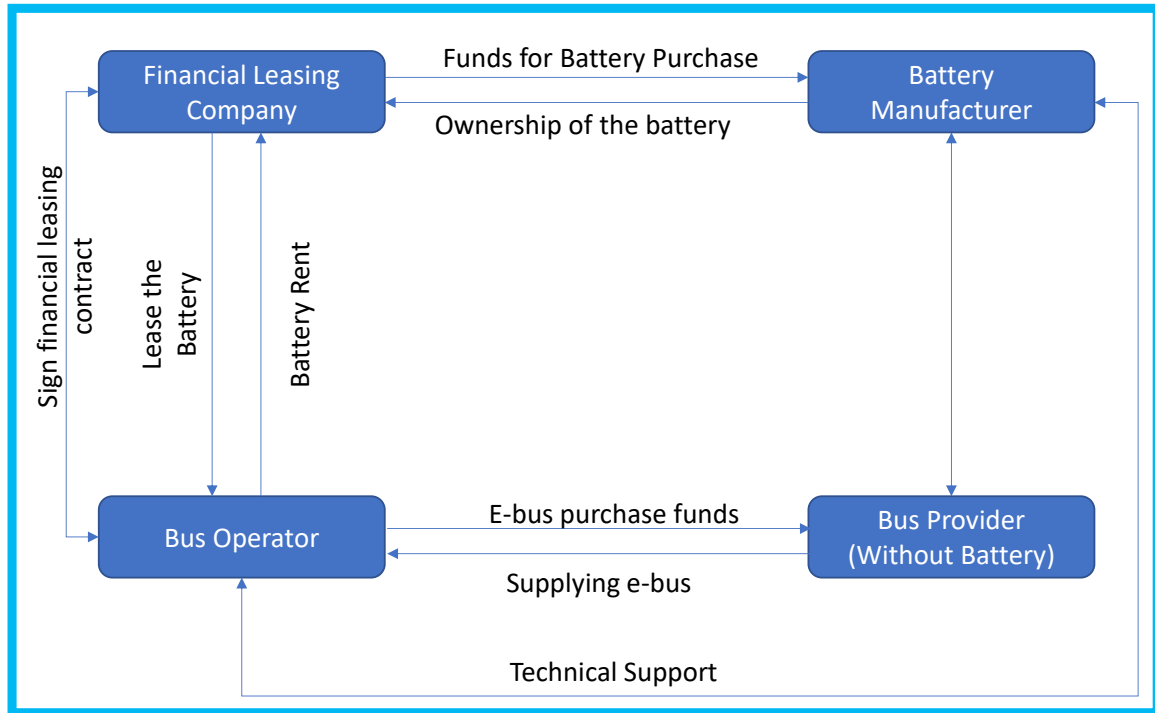 Financial Leasing
Company
Funds for Battery Purchase
Ownership of the battery
Battery
Manufacturer
Sign financial leasing
contract
Lease the
Battery
Battery Rent
Bus Operator
E-bus purchase funds
Supplying e-bus
Bus Provider
(Without Battery)
Technical Support